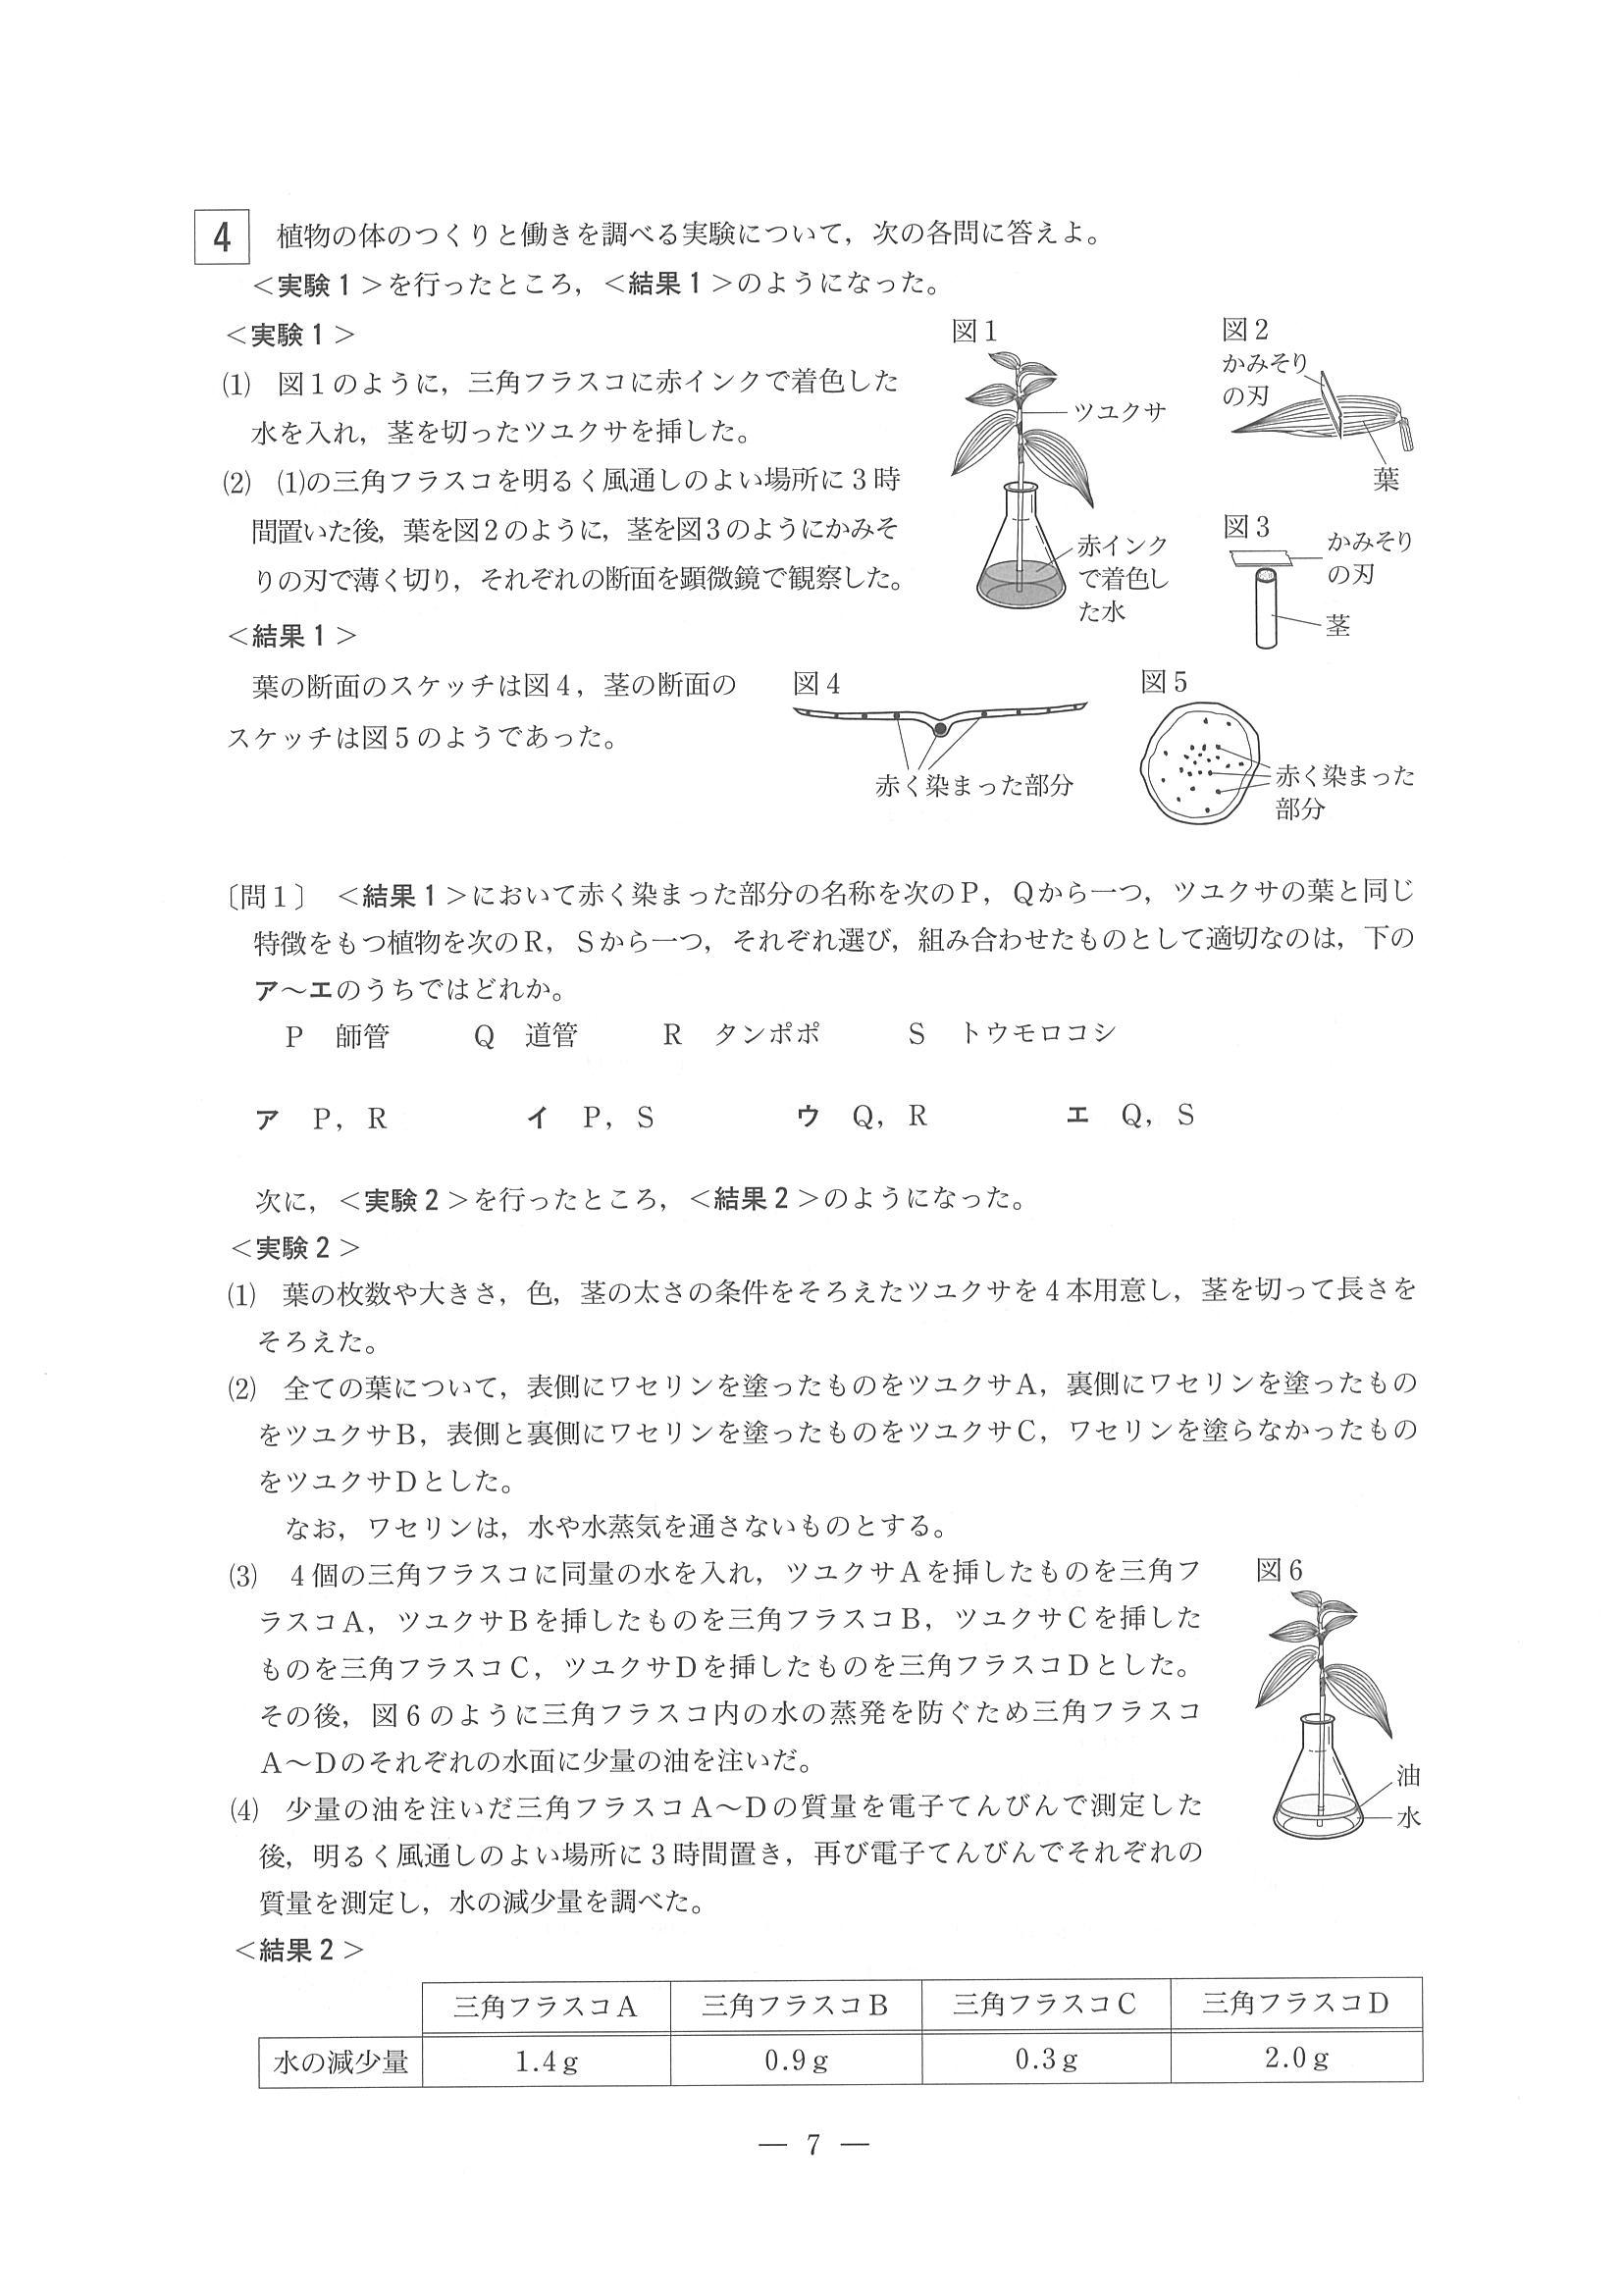 4 植物の体のつくりと働きを調べる実験について，次の各問に答えよ。
＜実験１＞を行ったところ，＜結果１＞のようになった。
＜実験１＞
⑴ 図１のように，三角フラスコに赤インクで着色した
水を入れ，茎を切ったツユクサを挿した。
⑵ ⑴の三角フラスコを明るく風通しのよい場所に３時
間置いた後，葉を図２のように，茎を図３のようにかみそ
りの刃で薄く切り，それぞれの断面を顕微鏡で観察した。
図１
ツユクサ
赤インク
で着色し
た水
図２
かみそり
の刃
葉
図３
かみそり
の刃
茎
＜結果１＞
葉の断面のスケッチは図４，茎の断面の
スケッチは図５のようであった。
図４
赤く染まった部分
図５
赤く染まった
部分
〔問１〕 ＜結果１＞において赤く染まった部分の名称を次のＰ，Ｑから一つ，ツユクサの葉と同じ
特徴をもつ植物を次のＲ，Ｓから一つ，それぞれ選び，組み合わせたものとして適切なのは，下の
ア～エのうちではどれか。
Ｐ 師管 Ｑ 道管 Ｒ タンポポ Ｓ トウモロコシ
ア Ｐ，Ｒ イ Ｐ，Ｓ ウ Ｑ，Ｒ エ Ｑ，Ｓ
次に，＜実験２＞を行ったところ，＜結果２＞のようになった。
＜実験２＞
⑴ 葉の枚数や大きさ，色，茎の太さの条件をそろえたツユクサを４本用意し，茎を切って長さを
そろえた。
⑵ 全ての葉について，表側にワセリンを塗ったものをツユクサＡ，裏側にワセリンを塗ったもの
をツユクサＢ，表側と裏側にワセリンを塗ったものをツユクサＣ，ワセリンを塗らなかったもの
をツユクサＤとした。
なお，ワセリンは，水や水蒸気を通さないものとする。
⑶ ４個の三角フラスコに同量の水を入れ，ツユクサＡを挿したものを三角フ
ラスコＡ，ツユクサＢを挿したものを三角フラスコＢ，ツユクサＣを挿した
ものを三角フラスコＣ，ツユクサＤを挿したものを三角フラスコＤとした。
その後，図６のように三角フラスコ内の水の蒸発を防ぐため三角フラスコ
Ａ～Ｄのそれぞれの水面に少量の油を注いだ。
⑷ 少量の油を注いだ三角フラスコＡ～Ｄの質量を電子てんびんで測定した
後，明るく風通しのよい場所に３時間置き，再び電子てんびんでそれぞれの
質量を測定し，水の減少量を調べた。
図６
油
水
＜結果２＞
三角フラスコＡ 三角フラスコＢ 三角フラスコＣ 三角フラスコＤ
水の減少量 1.4ｇ 0.9ｇ 0.3ｇ 2.0ｇ
— 7 —